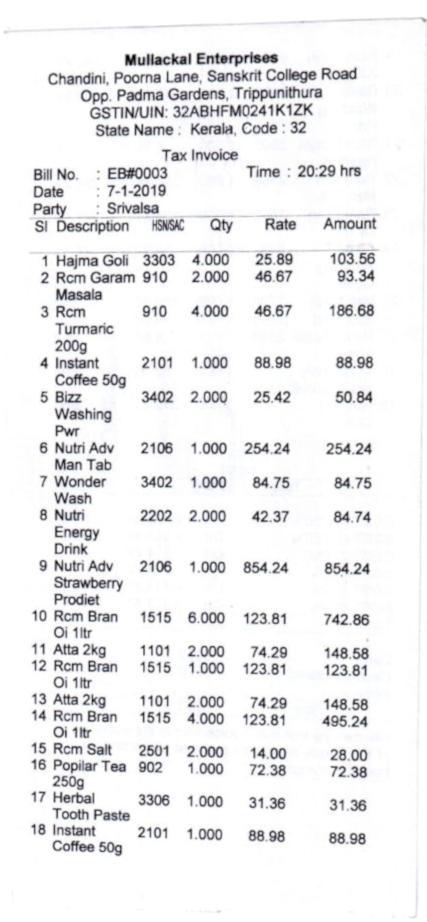 Mullackal Enterprises
Chandini, Poorna Lane, Sanskrit College Road
Opp. Padma Gardens, Trippunithura
GSTIN/UIN: 32ABHFM0241K1ZK
State Name : Kerala, Code : 32
Tax Invoice
Bill No. : EB#0003 Time : 20:29 hrs
Date : 7-1-2019
Party : Srivalsa
Sl Description HSN/SAC Qty Rate Amount
1 Hajma Goli 3303 4.000 25.89 103.56
2 Rcm Garam 910 2.000 46.67 93.34
Masala
3 Rcm 910 4.000 46.67 186.68
Turmaric
200g
4 Instant 2101 1.000 88.98 88.98
Coffee 50g
5 Bizz 3402 2.000 25.42 50.84
Washing
Pwr
6 Nutri Adv 2106 1.000 254.24 254.24
Man Tab
7 Wonder 3402 1.000 84.75 84.75
Wash
8 Nutri 2202 2.000 42.37 84.74
Energy
Drink
9 Nutri Adv 2106 1.000 854.24 854.24
Strawberry
Prodiet
10 Rcm Bran 1515 6.000 123.81 742.86
Oi 1ltr
11 Atta 2kg 1101 2.000 74.29 148.58
12 Rcm Bran 1515 1.000 123.81 123.81
Oi 1ltr
13 Atta 2kg 1101 2.000 74.29 148.58
14 Rcm Bran 1515 4.000 123.81 495.24
Oi 1ltr
15 Rcm Salt 2501 2.000 14.00 28.00
16 Popilar Tea 902 1.000 72.38 72.38
250g
17 Herbal 3306 1.000 31.36 31.36
Tooth Paste
18 Instant 2101 1.000 88.98 88.98
Coffee 50g